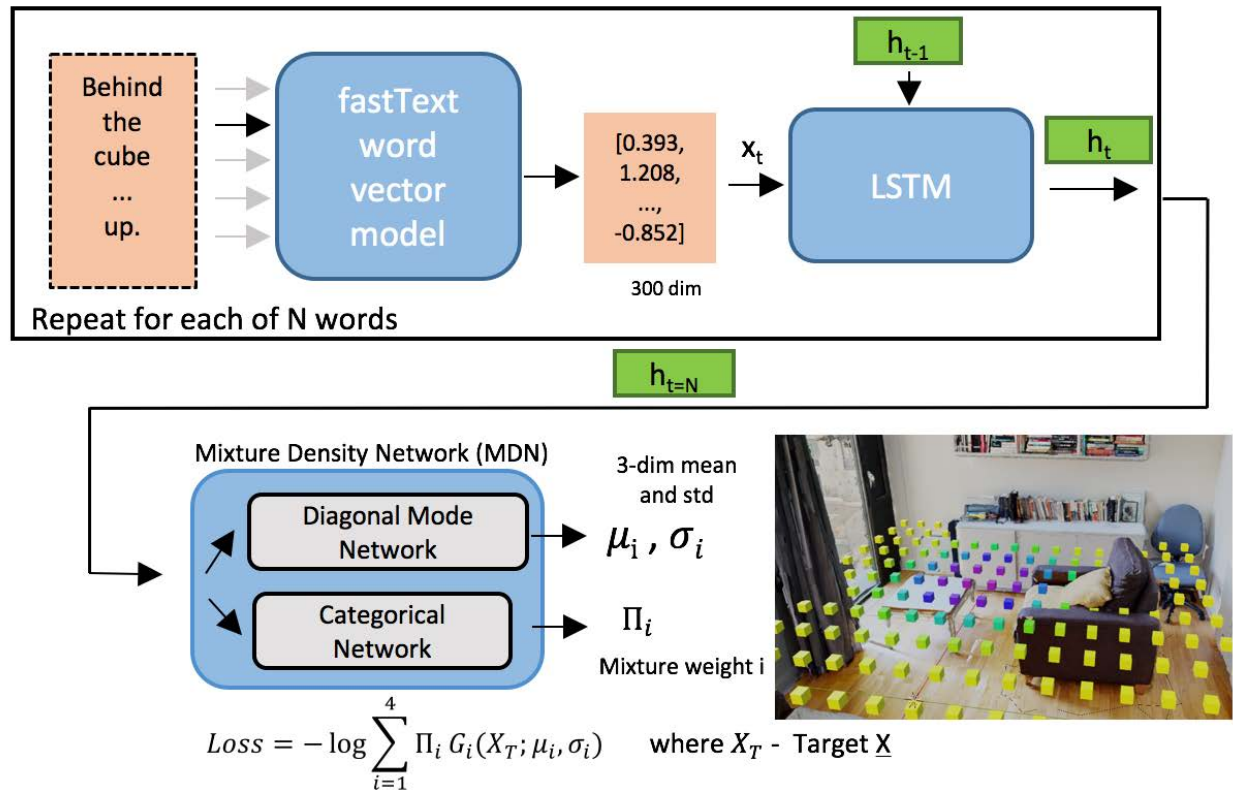 Behind
the
cube
...
up.
fastText
word
vector
model
[0.393,
1.208,
...,
-0.852]
300 dim
x_t
h_{t-1}
LSTM
h_t
Repeat for each of N words
h_{t=N}
Mixture Density Network (MDN)
Diagonal Mode
Network
Categorical
Network
3-dim mean
and std
μ_i , σ_i
Π_i
Mixture weight i
Loss = − log ∑_{i=1}^{4} Π_i G_i(X_T; μ_i, σ_i) where X_T - Target X